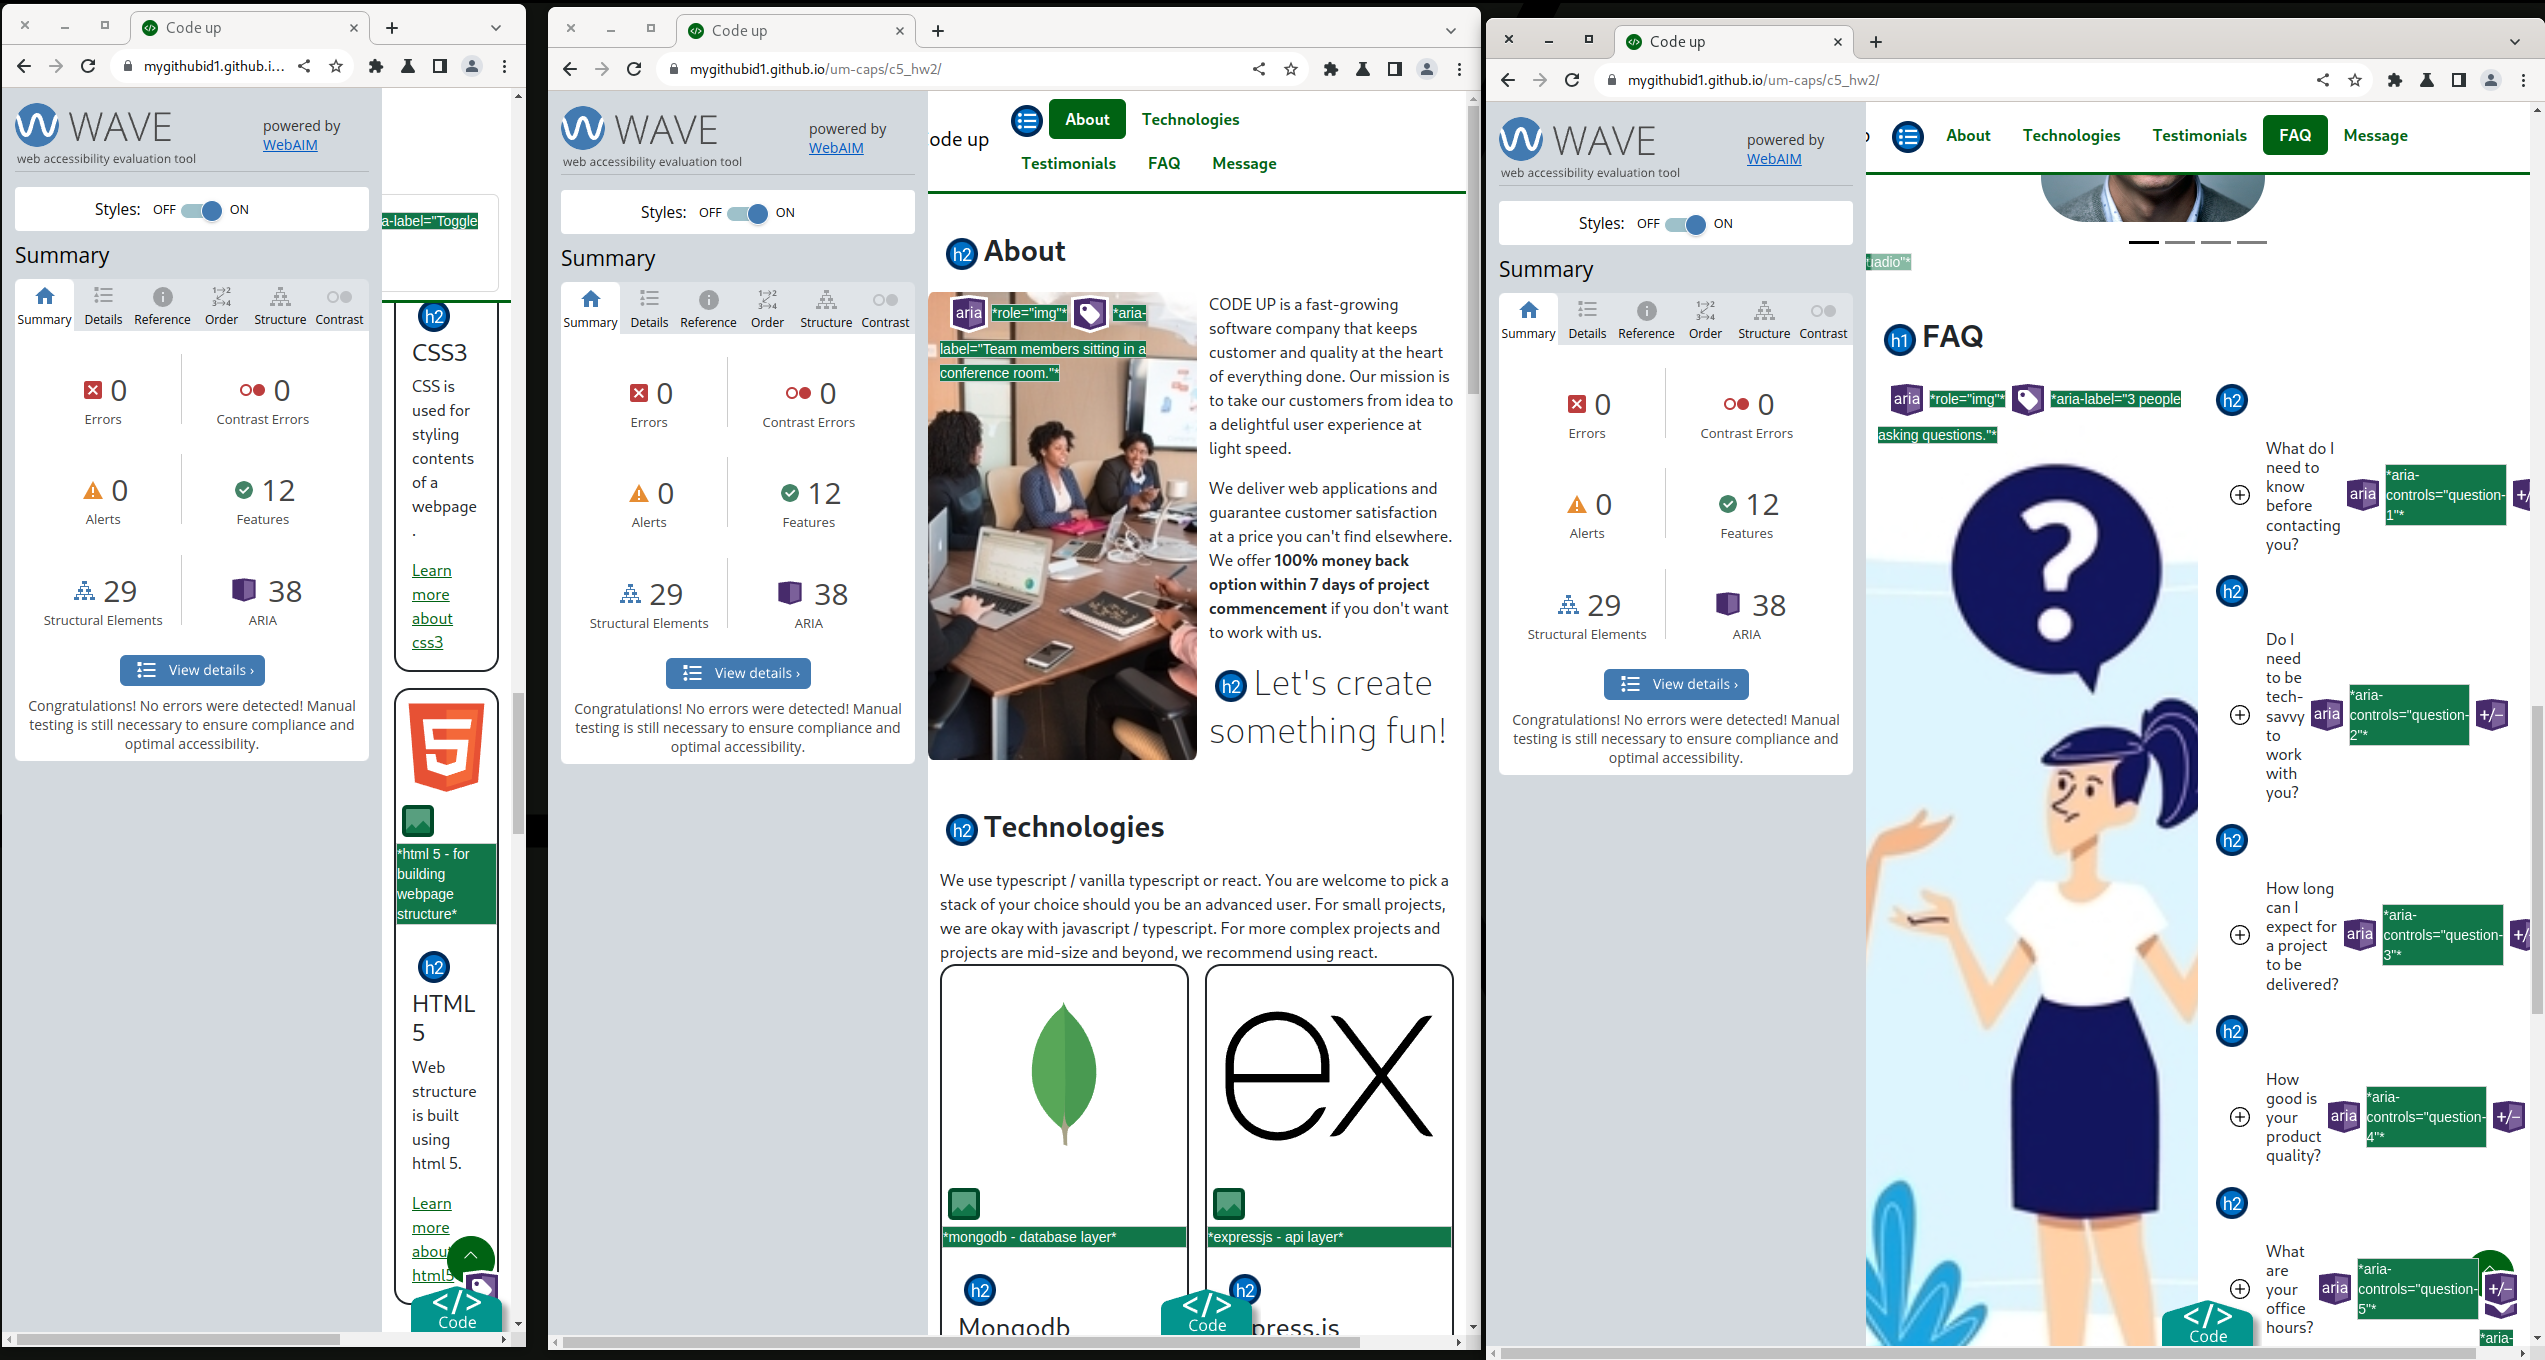 Code up
mygithubid1.github.i...
WAVE
web accessibility evaluation tool
powered by
WebAIM
Styles: OFF ON
Summary
Summary Details Reference Order Structure Contrast
0 Errors
0 Contrast Errors
0 Alerts
12 Features
29 Structural Elements
38 ARIA
View details ›
Congratulations! No errors were detected! Manual
testing is still necessary to ensure compliance and
optimal accessibility.
a-label="Toggle
h2
CSS3
CSS is
used for
styling
contents
of a
webpage
.
Learn
more
about
css3
*html 5 - for
building
webpage
structure*
h2
HTML
5
Web
structure
is built
using
html 5.
Learn
more
about
html5
</>
Code
Code up
mygithubid1.github.io/um-caps/c5_hw2/
WAVE
web accessibility evaluation tool
powered by
WebAIM
Styles: OFF ON
Summary
Summary Details Reference Order Structure Contrast
0 Errors
0 Contrast Errors
0 Alerts
12 Features
29 Structural Elements
38 ARIA
View details ›
Congratulations! No errors were detected! Manual
testing is still necessary to ensure compliance and
optimal accessibility.
ode up
About Technologies
Testimonials FAQ Message
h2 About
aria *role="img"* *aria-
label="Team members sitting in a
conference room."*
CODE UP is a fast-growing
software company that keeps
customer and quality at the heart
of everything done. Our mission is
to take our customers from idea to
a delightful user experience at
light speed.
We deliver web applications and
guarantee customer satisfaction
at a price you can't find elsewhere.
We offer 100% money back
option within 7 days of project
commencement if you don't want
to work with us.
h2 Let's create
something fun!
h2 Technologies
We use typescript / vanilla typescript or react. You are welcome to pick a
stack of your choice should you be an advanced user. For small projects,
we are okay with javascript / typescript. For more complex projects and
projects are mid-size and beyond, we recommend using react.
ex
*mongodb - database layer*
*expressjs - api layer*
h2
h2
Mongodb
press.js
</>
Code
Code up
mygithubid1.github.io/um-caps/c5_hw2/
WAVE
web accessibility evaluation tool
powered by
WebAIM
Styles: OFF ON
Summary
Summary Details Reference Order Structure Contrast
0 Errors
0 Contrast Errors
0 Alerts
12 Features
29 Structural Elements
38 ARIA
View details ›
Congratulations! No errors were detected! Manual
testing is still necessary to ensure compliance and
optimal accessibility.
About Technologies Testimonials FAQ Message
h1 FAQ
aria *role="img"* *aria-label="3 people
asking questions."*
?
h2
What do I
need to
know
before
contacting
you?
aria
*aria-
controls="question-
1"*
+/
h2
Do I
need
to be
tech-
savvy
to
work
with
you?
aria
*aria-
controls="question-
2"*
+/-
h2
How long
can I
expect for
a project
to be
delivered?
aria
*aria-
controls="question-
3"*
+/
h2
How
good is
your
product
quality?
aria
*aria-
controls="question-
4"*
+/-
h2
What
are
your
office
hours?
aria
*aria-
controls="question-
5"*
+/-
*aria-
</>
Code